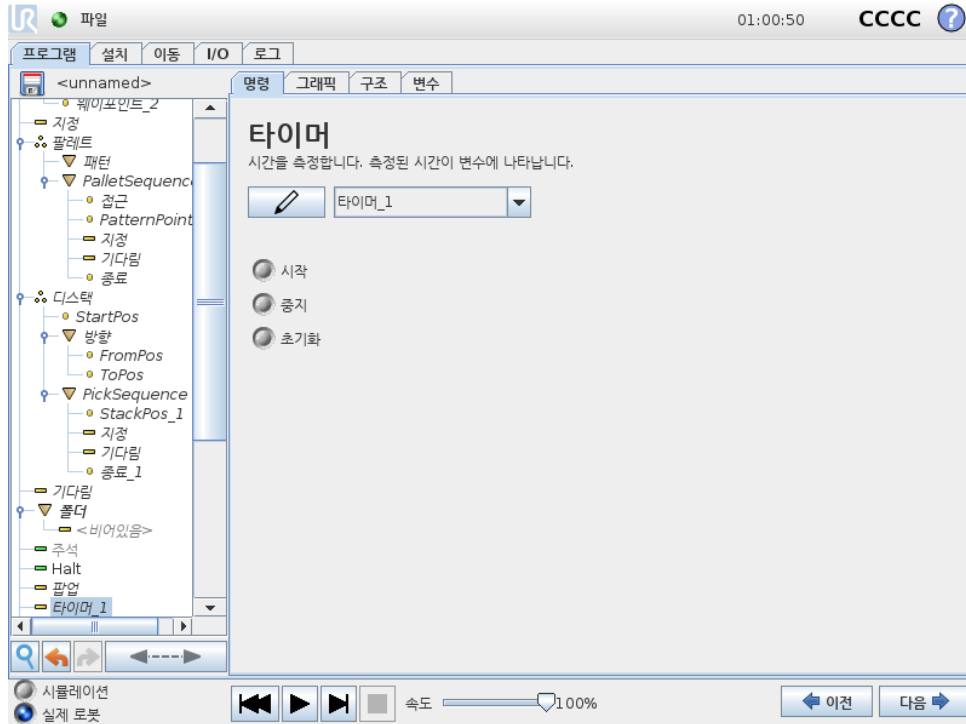 UR 파일 01:00:50 CCCC ?
프로그램 설치 이동 I/O 로그
<unnamed> 명령 그래픽 구조 변수
웨이포인트_2
지정
팔레트
패턴
PalletSequenc
접근
PatternPoint
지정
기다림
종료
디스택
StartPos
방향
FromPos
ToPos
PickSequence
StackPos_1
지정
기다림
종료_1
기다림
폴더
<비어있음>
주석
Halt
팝업
타이머_1
타이머
시간을 측정합니다. 측정된 시간이 변수에 나타납니다.
타이머_1
시작
중지
초기화
시뮬레이션
실제 로봇
속도 100%
이전 다음